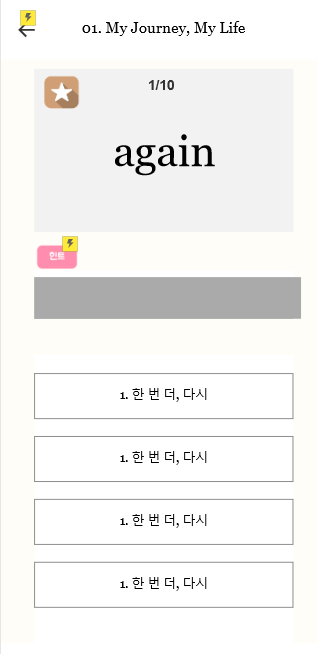 01. My Journey, My Life
1/10
again
힌트
1. 한 번 더, 다시
1. 한 번 더, 다시
1. 한 번 더, 다시
1. 한 번 더, 다시